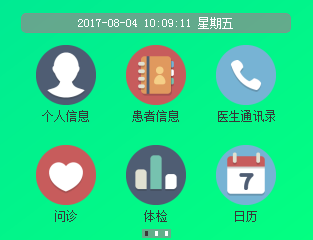 2017-08-04 10:09:11 星期五
个人信息 患者信息 医生通讯录
7
问诊 体检 日历